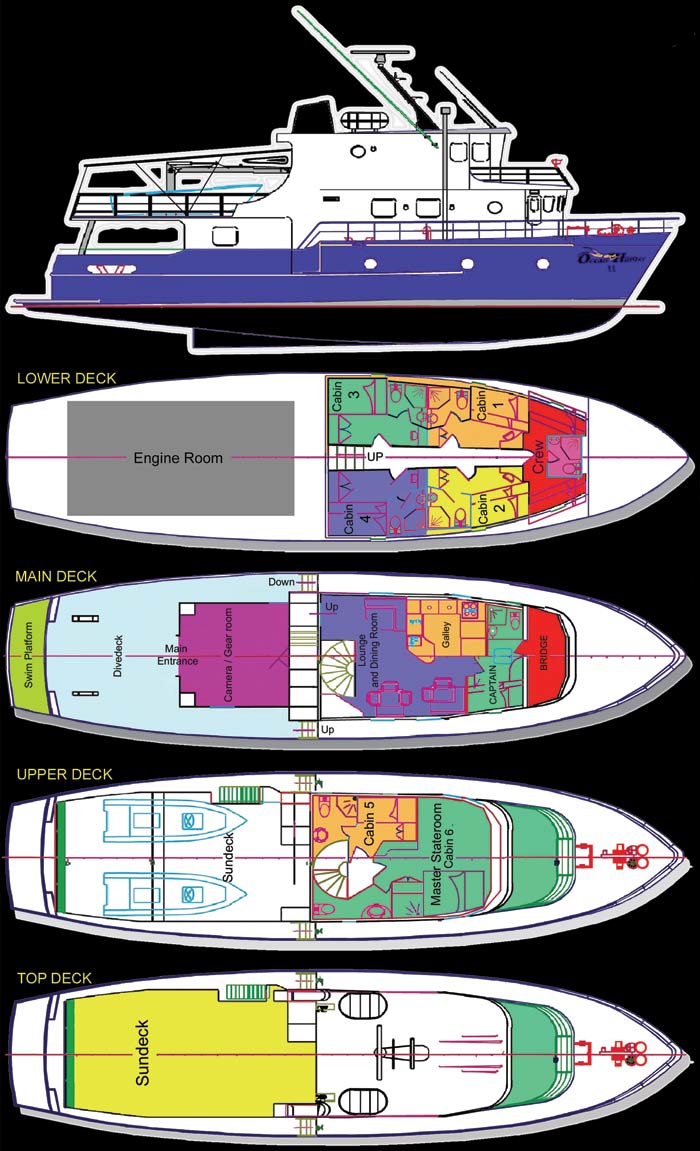 Ocean Hunter
II
LOWER DECK
Engine Room
UP
Cabin
3
Cabin
1
Cabin
4
Cabin
2
Crew
MAIN DECK
Swim Platform
Divedeck
Main
Entrance
Camera / Gear room
Down
Up
Up
Lounge
and Dining Room
Galley
CAPTAIN
BRIDGE
UPPER DECK
Sundeck
Cabin 5
Master Stateroom
Cabin 6
TOP DECK
Sundeck